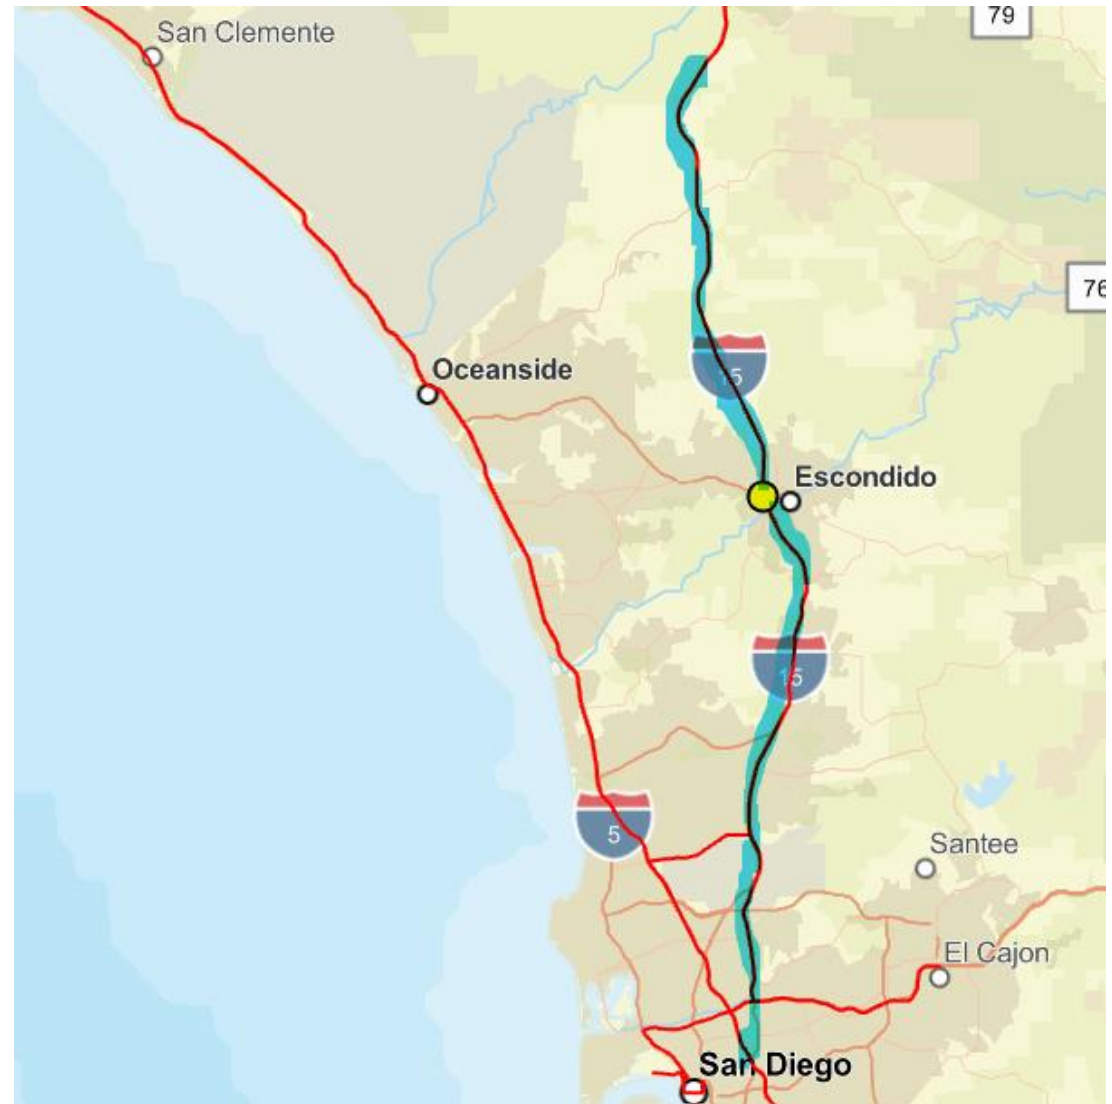 San Clemente
79
76
15
Oceanside
Escondido
15
5
Santee
El Cajon
San Diego